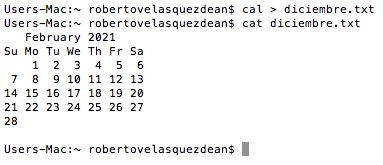 Users-Mac:~ robertovelasquezdean$ cal > diciembre.txt
Users-Mac:~ robertovelasquezdean$ cat diciembre.txt
   February 2021
Su Mo Tu We Th Fr Sa
    1  2  3  4  5  6
 7  8  9 10 11 12 13
14 15 16 17 18 19 20
21 22 23 24 25 26 27
28
Users-Mac:~ robertovelasquezdean$